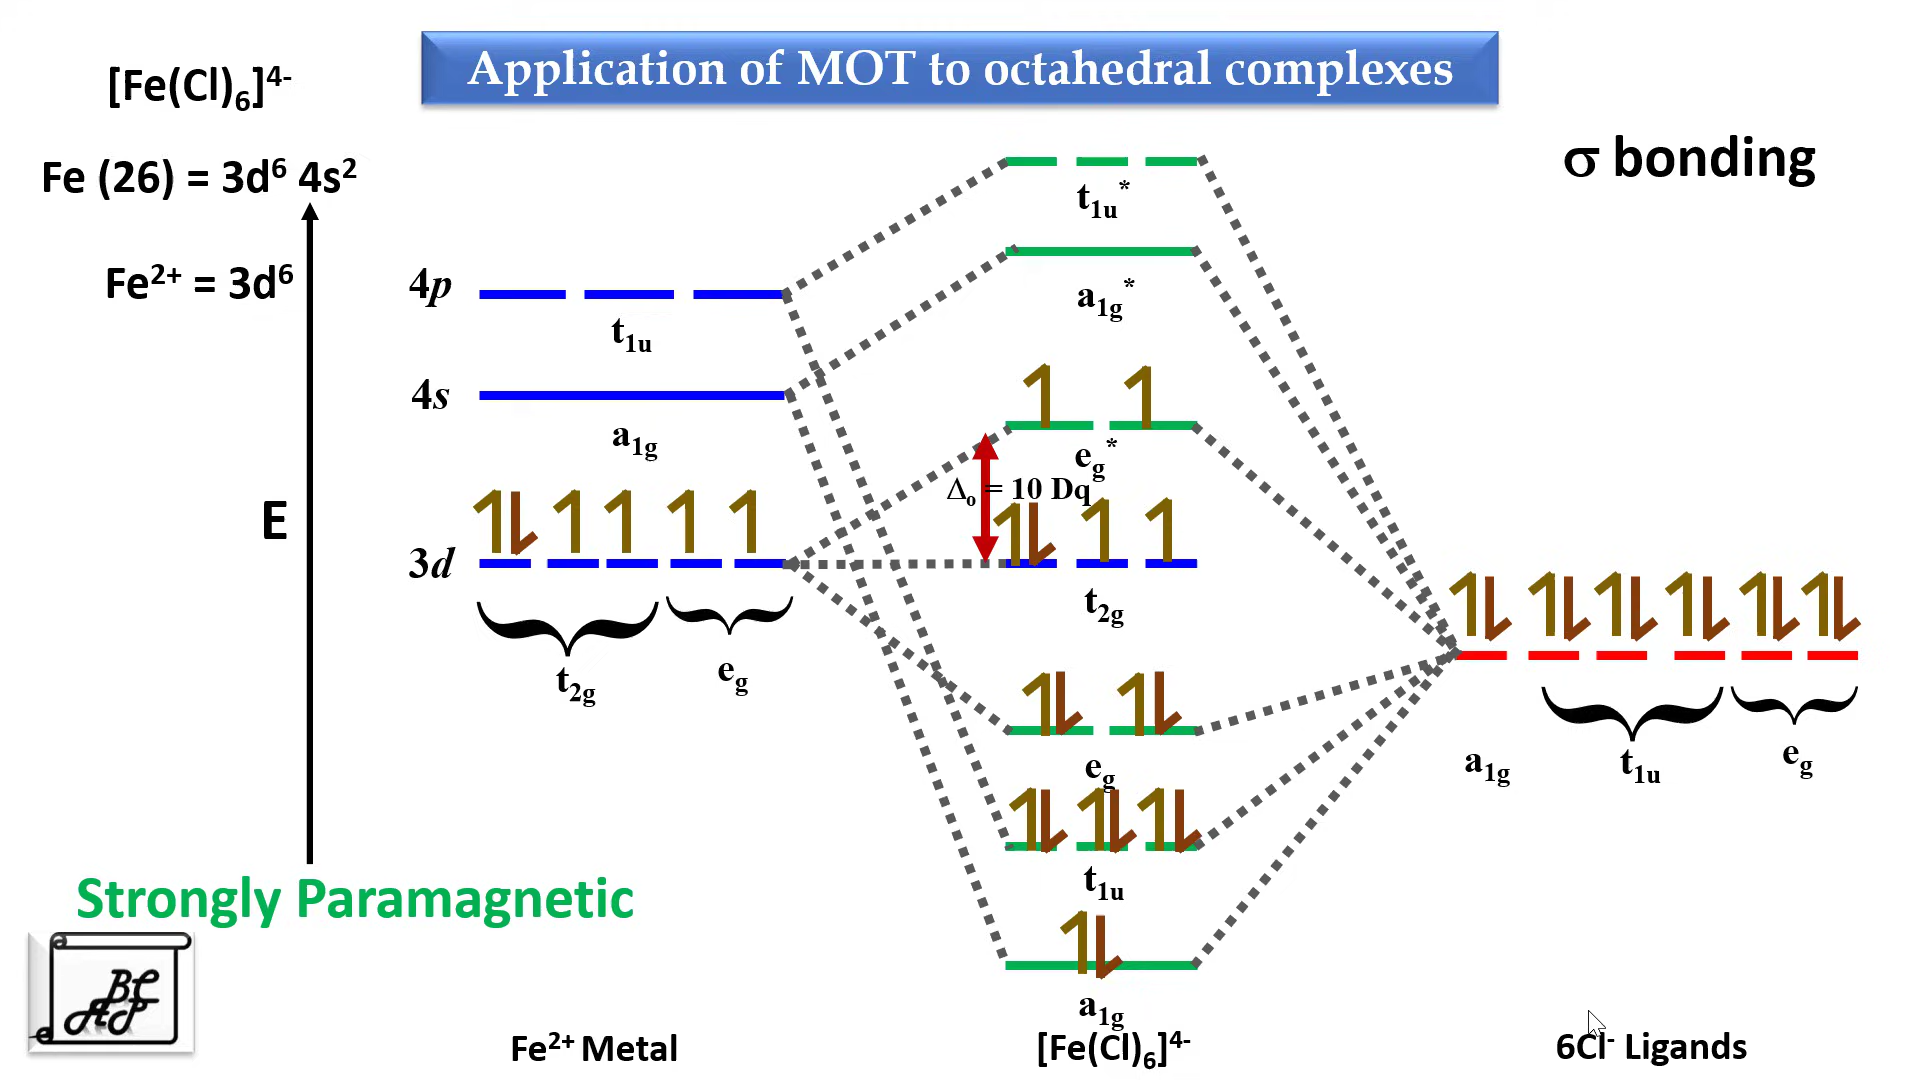 Application of MOT to octahedral complexes
[Fe(Cl)₆]⁴⁻
Fe (26) = 3d⁶ 4s²
Fe²⁺ = 3d⁶
σ bonding
t₁ᵤ*
4p
t₁ᵤ
a₁g*
4s
a₁g
eg*
Δₒ = 10 Dq
E
3d
t₂g
eg
t₂g
eg
a₁g
t₁ᵤ
eg
t₁ᵤ
a₁g
Strongly Paramagnetic
BC
AP
Fe²⁺ Metal
[Fe(Cl)₆]⁴⁻
6Cl⁻ Ligands